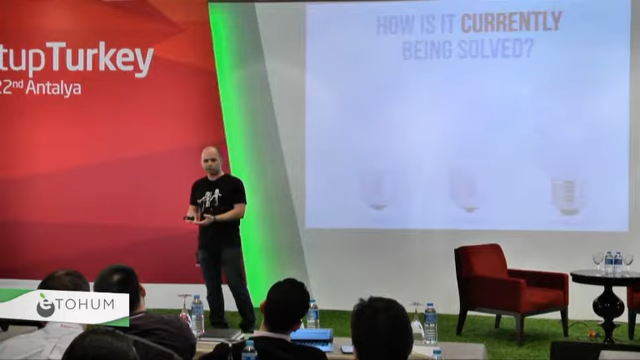 HOW IS IT CURRENTLY
BEING SOLVED?
tupTurkey
22nd Antalya
eTOHUM